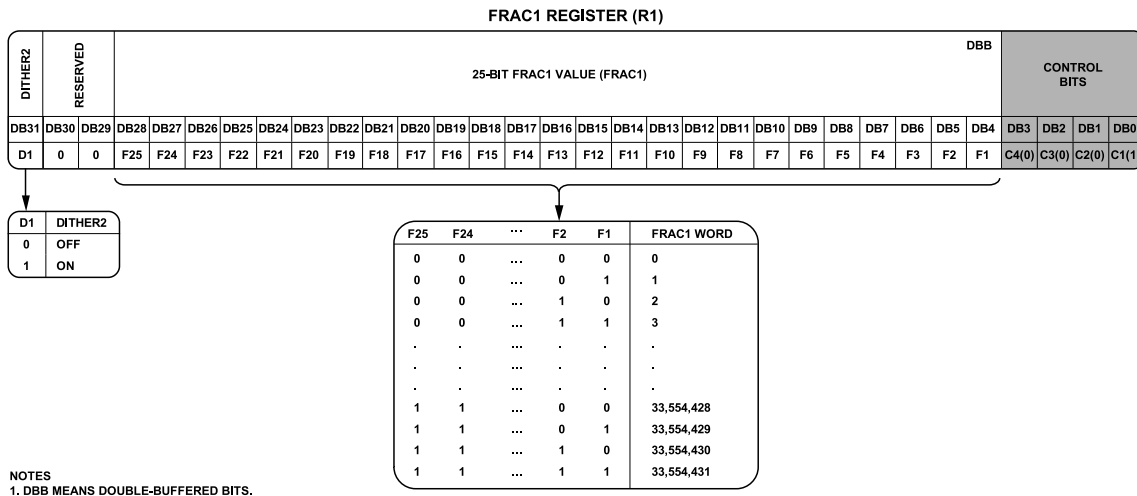 FRAC1 REGISTER (R1)
DITHER2 RESERVED 25-BIT FRAC1 VALUE (FRAC1) DBB CONTROL BITS
DB31 DB30 DB29 DB28 DB27 DB26 DB25 DB24 DB23 DB22 DB21 DB20 DB19 DB18 DB17 DB16 DB15 DB14 DB13 DB12 DB11 DB10 DB9 DB8 DB7 DB6 DB5 DB4 DB3 DB2 DB1 DB0
D1 0 0 F25 F24 F23 F22 F21 F20 F19 F18 F17 F16 F15 F14 F13 F12 F11 F10 F9 F8 F7 F6 F5 F4 F3 F2 F1 C4(0) C3(0) C2(0) C1(1
D1 DITHER2
0 OFF
1 ON
F25 F24 ... F2 F1 FRAC1 WORD
0 0 ... 0 0 0
0 0 ... 0 1 1
0 0 ... 1 0 2
0 0 ... 1 1 3
. . ... . . .
. . ... . . .
. . ... . . .
1 1 ... 0 0 33,554,428
1 1 ... 0 1 33,554,429
1 1 ... 1 0 33,554,430
1 1 ... 1 1 33,554,431
NOTES
1. DBB MEANS DOUBLE-BUFFERED BITS.